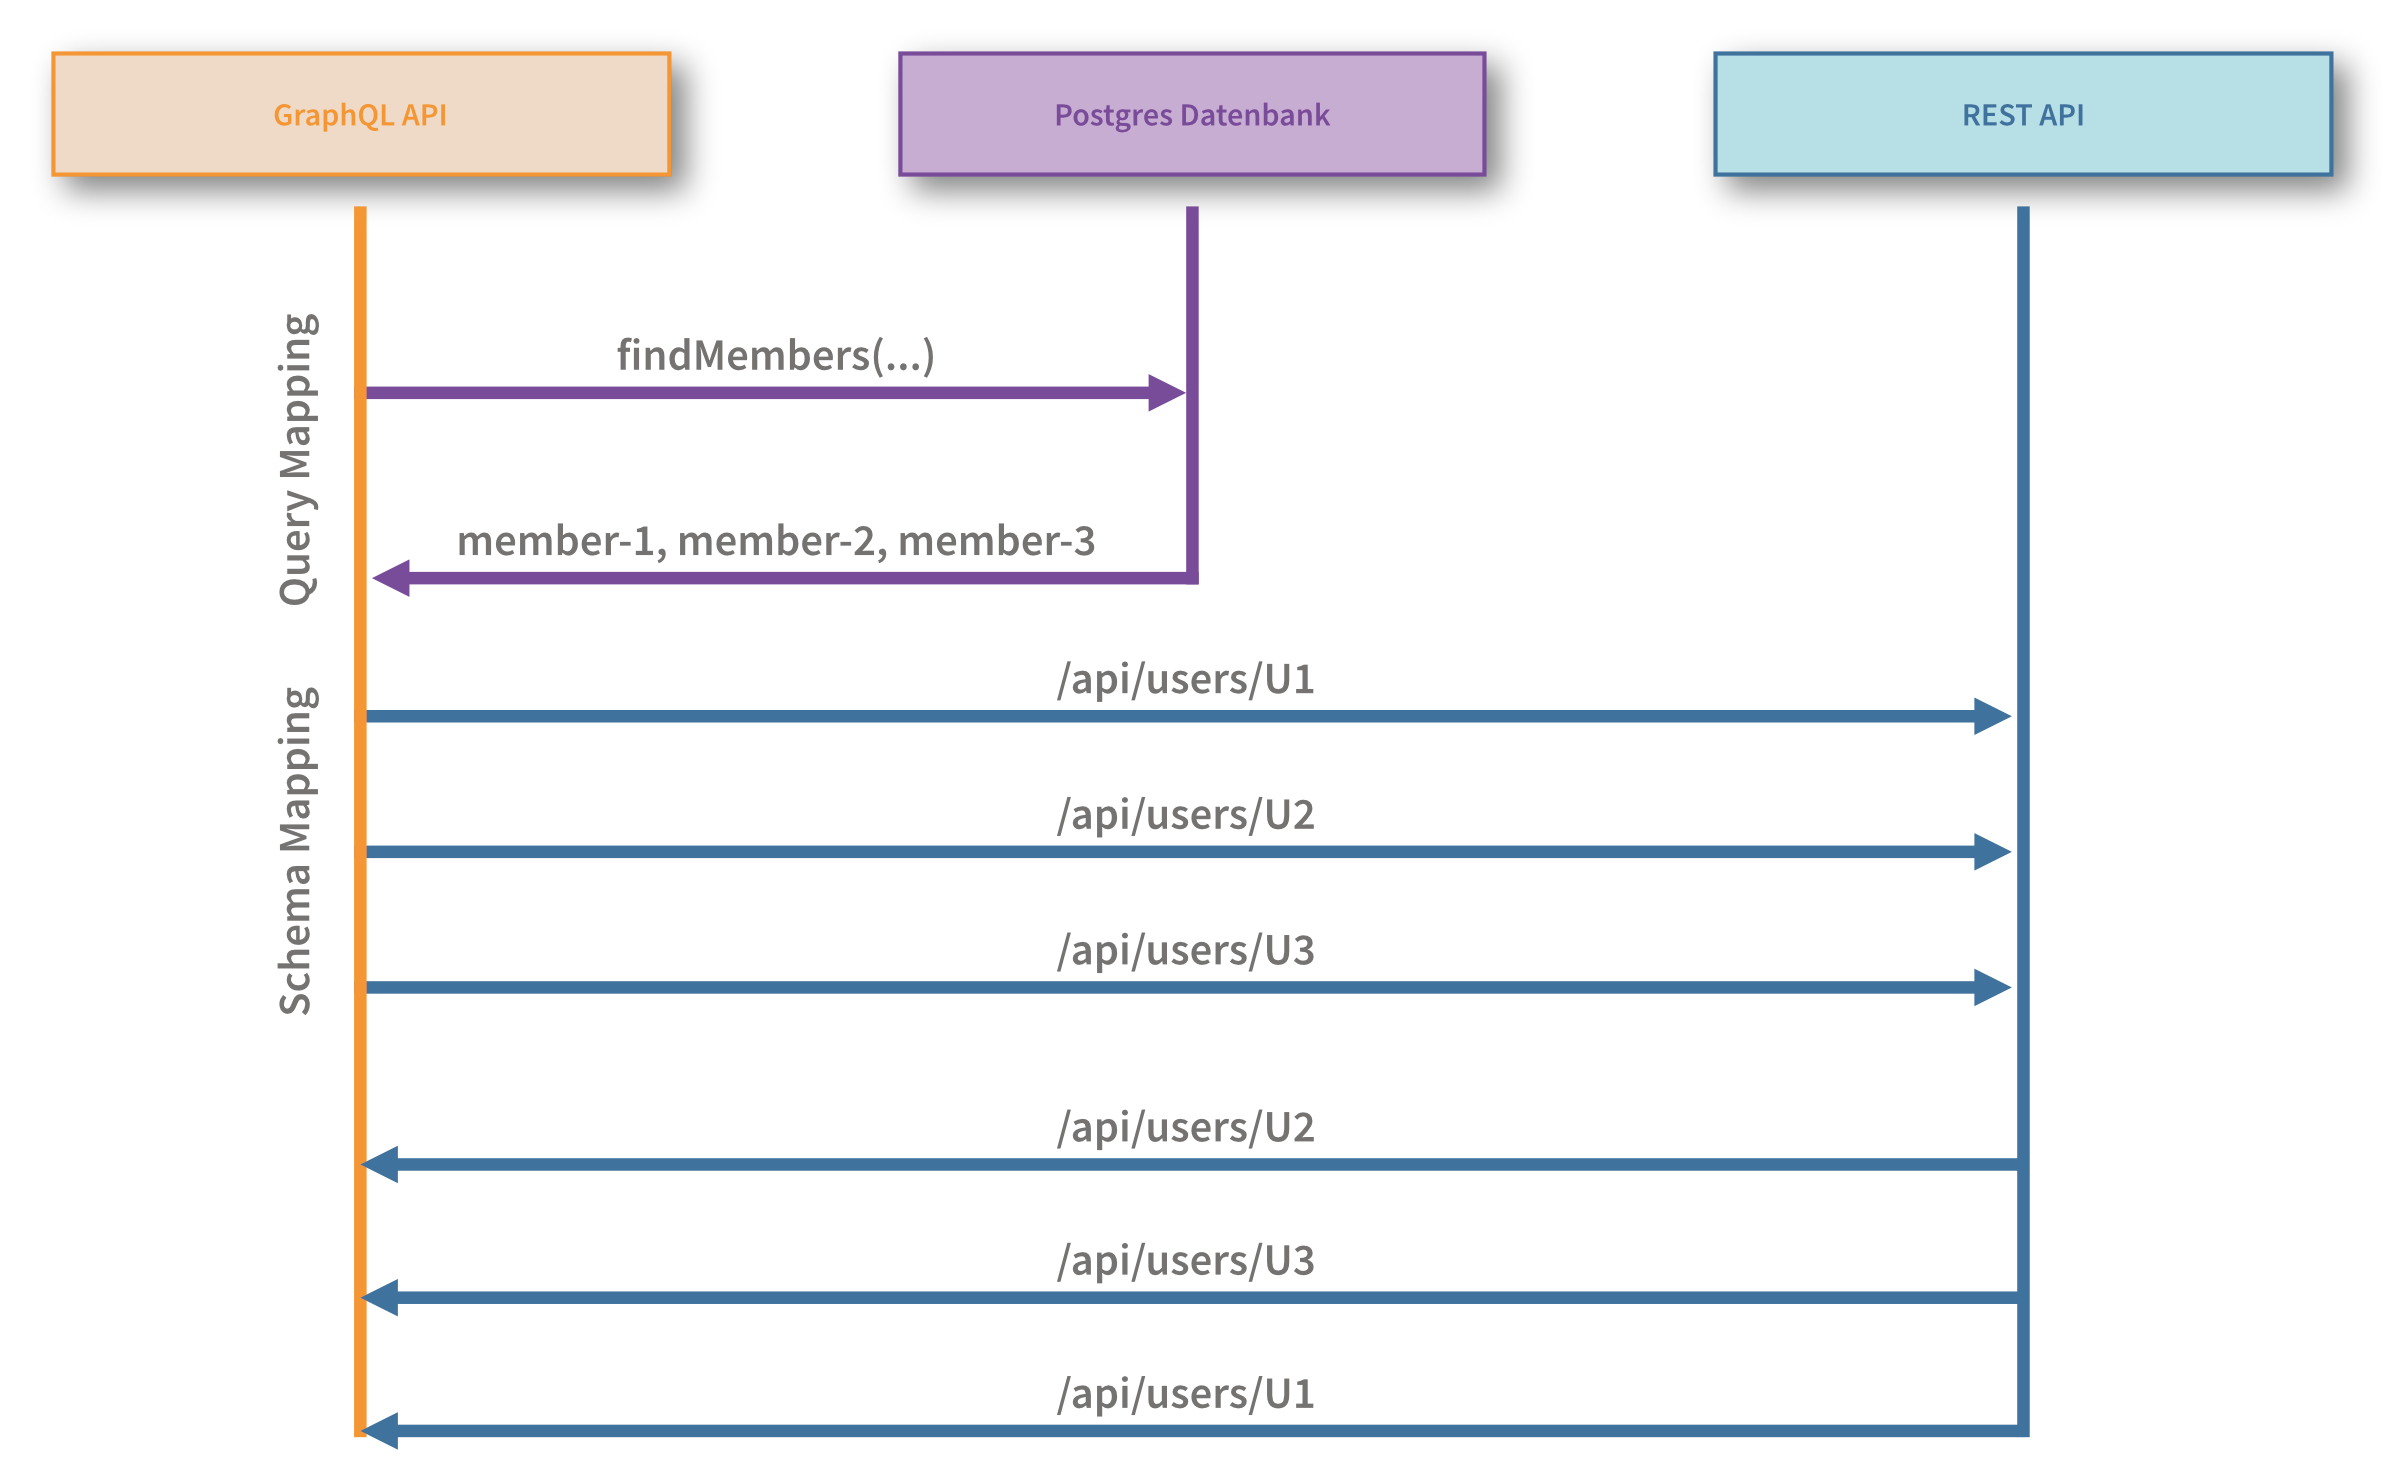 GraphQL API
Postgres Datenbank
REST API
Query Mapping
findMembers(...)
member-1, member-2, member-3
Schema Mapping
/api/users/U1
/api/users/U2
/api/users/U3
/api/users/U2
/api/users/U3
/api/users/U1